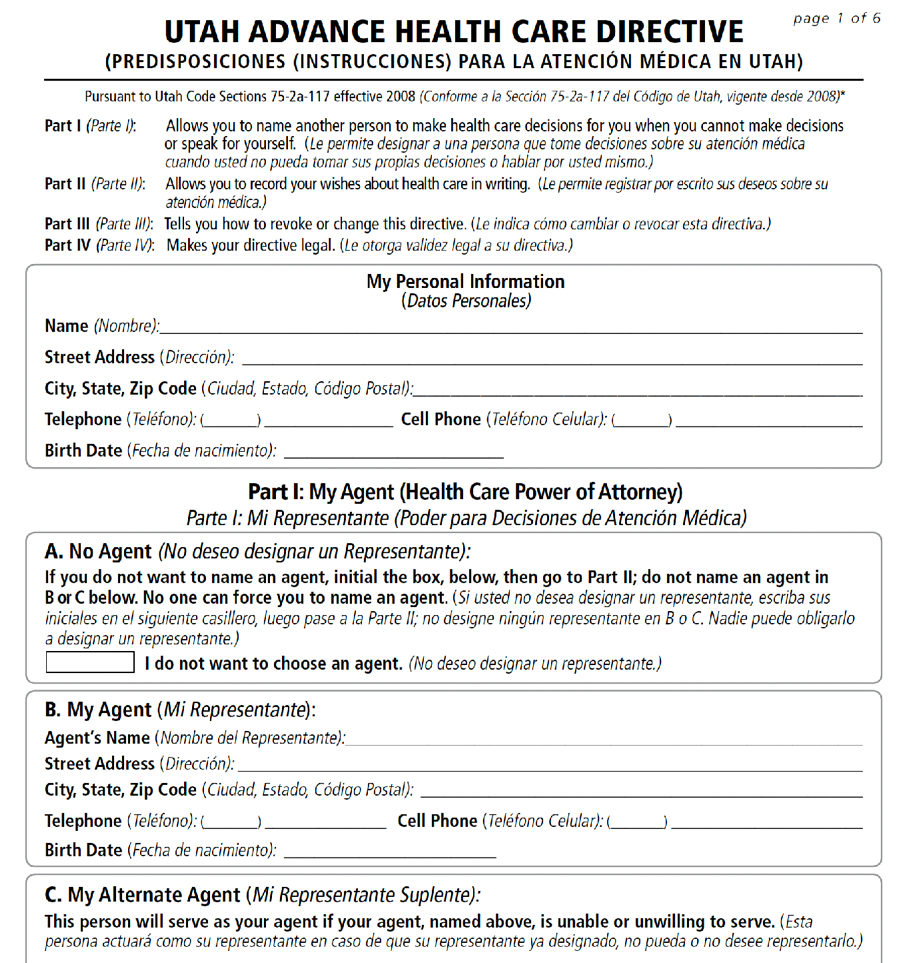 page 1 of 6
UTAH ADVANCE HEALTH CARE DIRECTIVE
(PREDISPOSICIONES (INSTRUCCIONES) PARA LA ATENCIÓN MÉDICA EN UTAH)
Pursuant to Utah Code Sections 75-2a-117 effective 2008 (Conforme a la Sección 75-2a-117 del Código de Utah, vigente desde 2008)*
Part I (Parte I): Allows you to name another person to make health care decisions for you when you cannot make decisions
or speak for yourself. (Le permite designar a una persona que tome decisiones sobre su atención médica
cuando usted no pueda tomar sus propias decisiones o hablar por usted mismo.)
Part II (Parte II): Allows you to record your wishes about health care in writing. (Le permite registrar por escrito sus deseos sobre su
atención médica.)
Part III (Parte III): Tells you how to revoke or change this directive. (Le indica cómo cambiar o revocar esta directiva.)
Part IV (Parte IV): Makes your directive legal. (Le otorga validez legal a su directiva.)
My Personal Information
(Datos Personales)
Name (Nombre):
Street Address (Dirección):
City, State, Zip Code (Ciudad, Estado, Código Postal):
Telephone (Teléfono): (______) ______________ Cell Phone (Teléfono Celular): (______) ______________
Birth Date (Fecha de nacimiento):
Part I: My Agent (Health Care Power of Attorney)
Parte I: Mi Representante (Poder para Decisiones de Atención Médica)
A. No Agent (No deseo designar un Representante):
If you do not want to name an agent, initial the box, below, then go to Part II; do not name an agent in
B or C below. No one can force you to name an agent. (Si usted no desea designar un representante, escriba sus
iniciales en el siguiente casillero, luego pase a la Parte II; no designe ningún representante en B o C. Nadie puede obligarlo
a designar un representante.)
I do not want to choose an agent. (No deseo designar un representante.)
B. My Agent (Mi Representante):
Agent's Name (Nombre del Representante):
Street Address (Dirección):
City, State, Zip Code (Ciudad, Estado, Código Postal):
Telephone (Teléfono): (______) ______________ Cell Phone (Teléfono Celular): (______) ______________
Birth Date (Fecha de nacimiento):
C. My Alternate Agent (Mi Representante Suplente):
This person will serve as your agent if your agent, named above, is unable or unwilling to serve. (Esta
persona actuará como su representante en caso de que su representante ya designado, no pueda o no desee representarlo.)